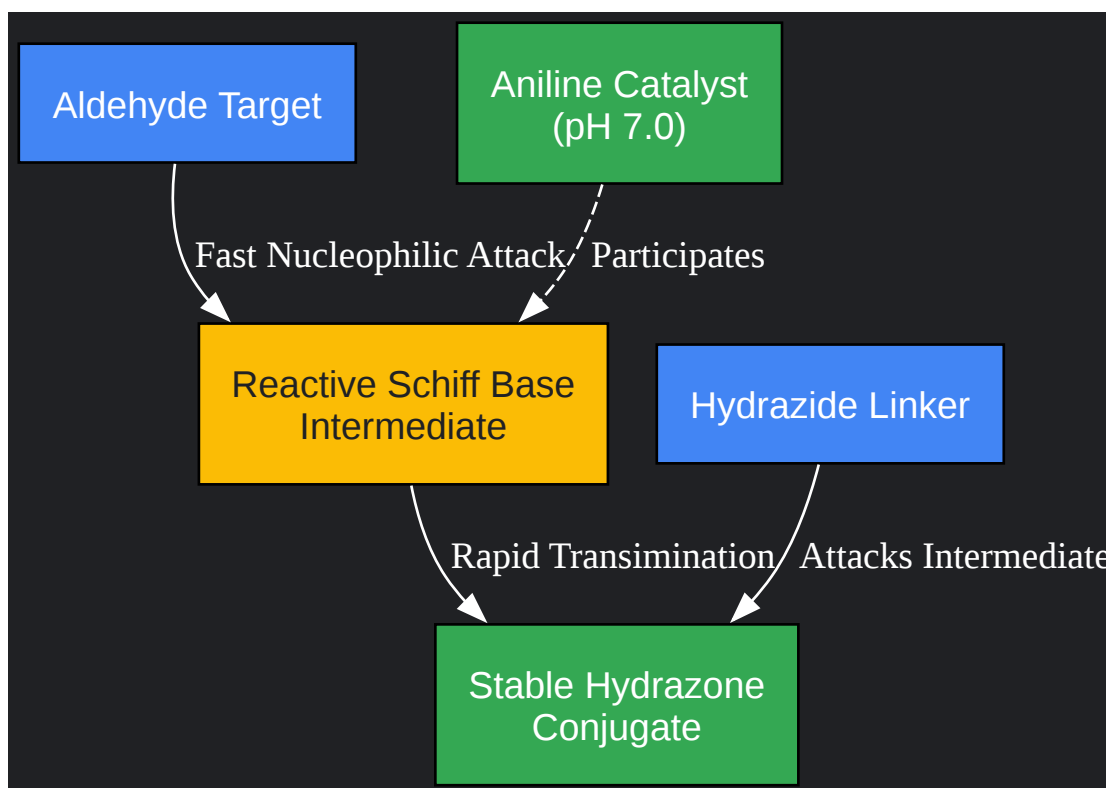 Aldehyde Target
Aniline Catalyst
(pH 7.0)
Fast Nucleophilic Attack
Participates
Reactive Schiff Base
Intermediate
Hydrazide Linker
Rapid Transimination
Attacks Intermediate
Stable Hydrazone
Conjugate